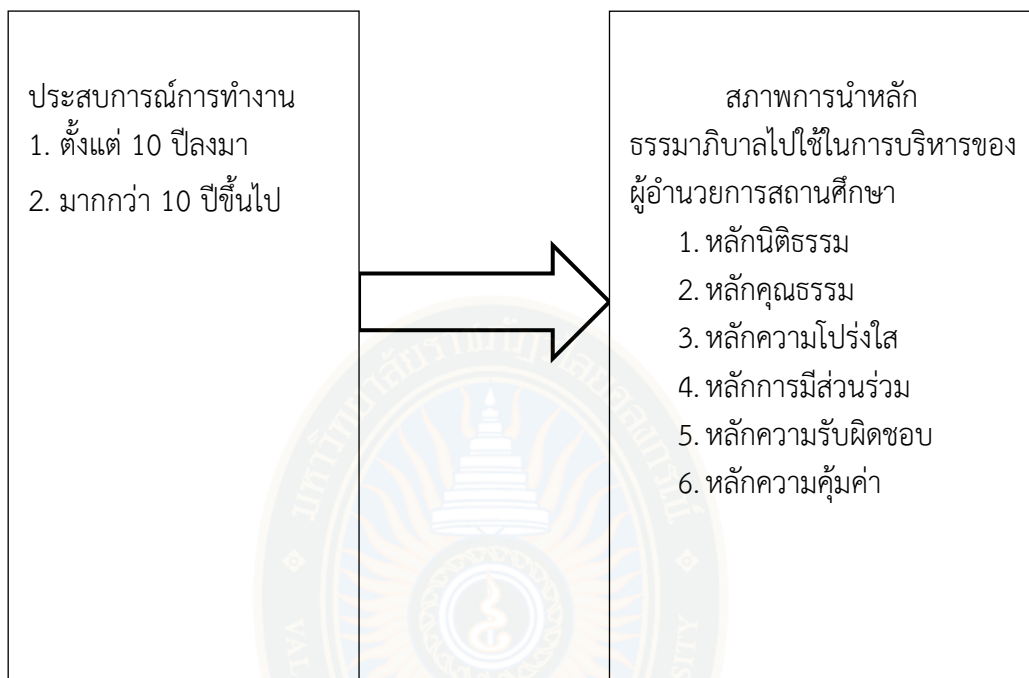 ประสบการณ์การทำงาน
1. ตั้งแต่ 10 ปีลงมา
2. มากกว่า 10 ปีขึ้นไป
สภาพการนำหลัก
ธรรมาภิบาลไปใช้ในการบริหารของ
ผู้อำนวยการสถานศึกษา
1. หลักนิติธรรม
2. หลักคุณธรรม
3. หลักความโปร่งใส
4. หลักการมีส่วนร่วม
5. หลักความรับผิดชอบ
6. หลักความคุ้มค่า